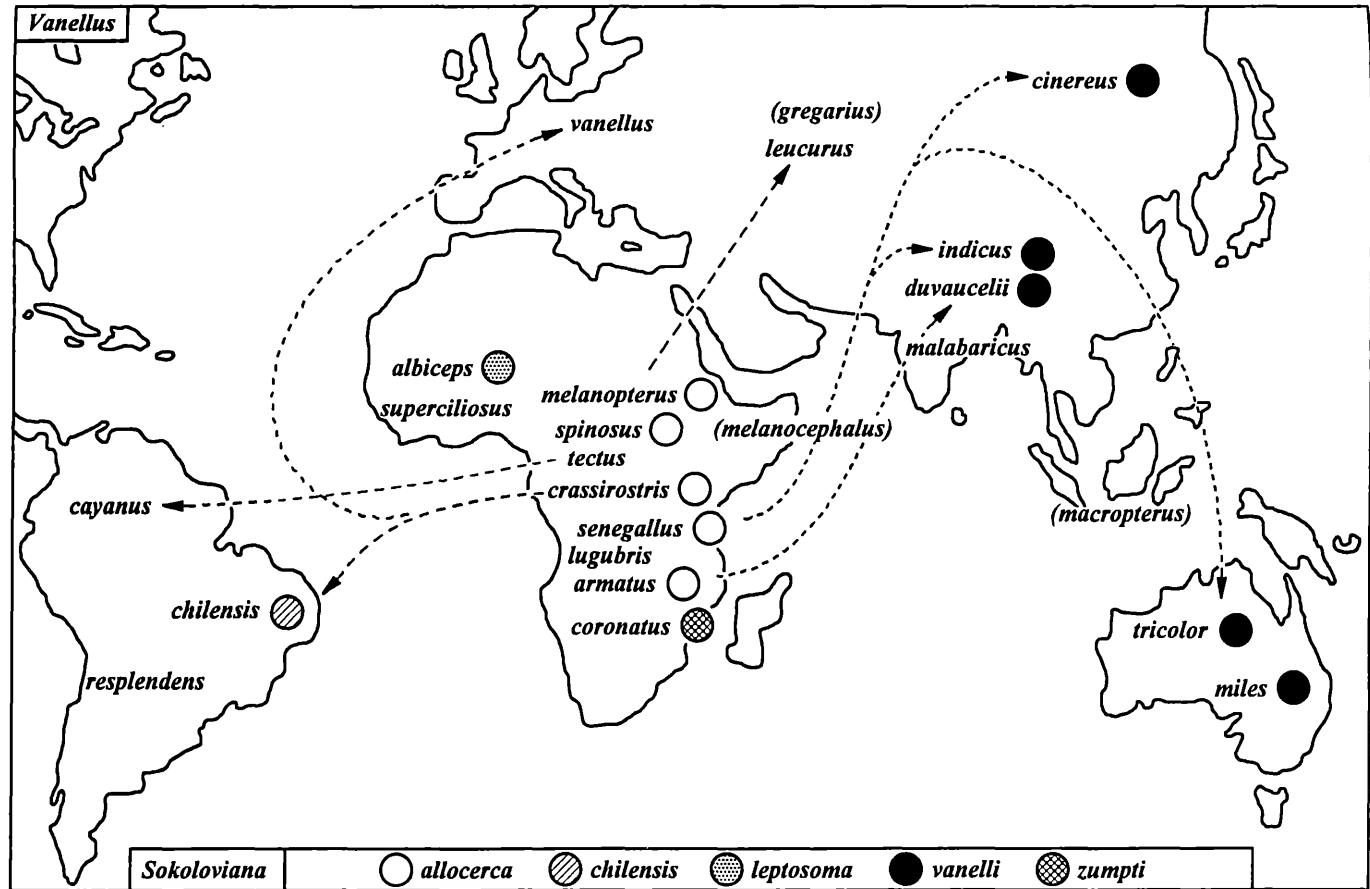 Vanellus
cinereus
(gregarius)
vanellus
leucurus
indicus
duvaucelii
malabaricus
albiceps
superciliosus
melanopterus
spinosus
(melanocephalus)
tectus
crassirostris
cayanus
senegallus
(macropterus)
lugubris
armatus
chilensis
coronatus
tricolor
resplendens
miles
Sokoloviana allocerca chilensis leptosoma vanelli zumpti